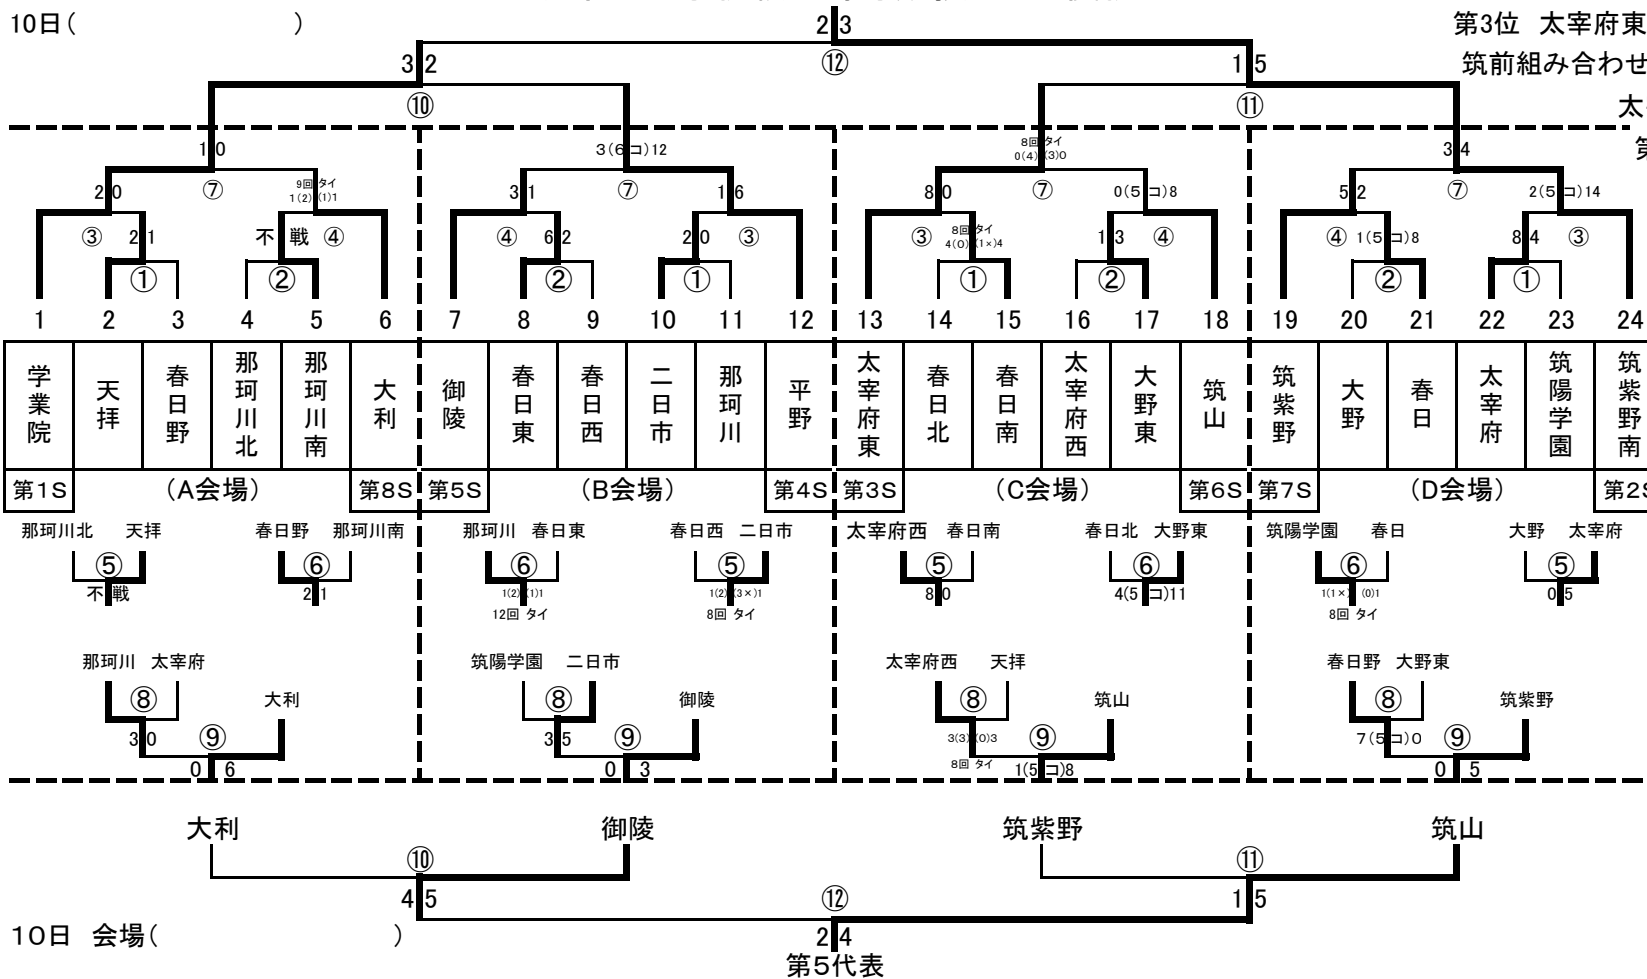 10日(                    )
2 3
第3位 太宰府東
⑫
3 2
1 5
筑前組み合わせ
⑩
⑪
太
第
1 0
3(6コ)12
8回 タイ
0(4) (3)0
3 4
2 0
⑦
9回 タイ
1(2) (1)1
3 1
⑦
1 6
8 0
⑦
0(5コ)8
5 2
⑦
2(5コ)14
③
2 1
不 戦
④
④
6 2
2 0
③
③
8回 タイ
4(0) (1×)4
1 3
④
④
1(5コ)8
8 4
③
①
②
②
①
①
②
②
①
1 2 3 4 5 6 7 8 9 10 11 12 13 14 15 16 17 18 19 20 21 22 23 24
学業院
天拝
春日野
那珂川北
那珂川南
大利
御陵
春日東
春日西
二日市
那珂川
平野
太宰府東
春日北
春日南
太宰府西
大野東
筑山
筑紫野
大野
春日
太宰府
筑陽学園
筑紫野南
第1S (A会場) 第8S 第5S (B会場) 第4S 第3S (C会場) 第6S 第7S (D会場) 第2S
那珂川北 天拝 春日野 那珂川南 那珂川 春日東 春日西 二日市 太宰府西 春日南 春日北 大野東 筑陽学園 春日 大野 太宰府
⑤ ⑥ ⑥ ⑤ ⑤ ⑥ ⑥ ⑤
不 戦 2 1 1(2) (1)1 1(2) (3×)1 8 0 4(5コ)11 1(1×) (0)1 0 5
12回 タイ 8回 タイ 8回 タイ
那珂川 太宰府 筑陽学園 二日市 太宰府西 天拝 春日野 大野東
⑧ 大利 ⑧ 御陵 ⑧ 筑山 ⑧ 筑紫野
3 0 ⑨ 3 5 ⑨ 3(3) (0)3 ⑨ 7(5コ)0 ⑨
0 6 0 3 8回 タイ 1(5コ)8 0 5
大利 御陵 筑紫野 筑山
⑩ ⑪
4 5 ⑫ 1 5
10日 会場(                    )
2 4
第5代表